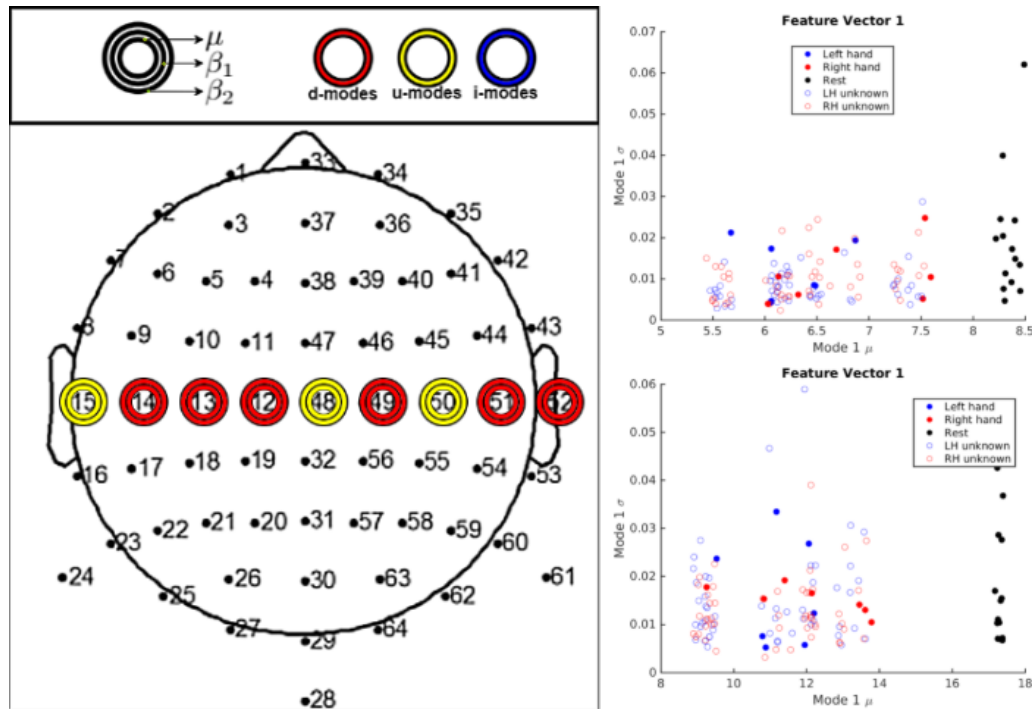 μ
β₁
β₂
d-modes u-modes i-modes
33
1 34
2 35
3 37 36
7 42
6 5 4 38 39 40 41
8 43
9 10 11 47 46 45 44
15 14 13 12 48 49 50 51 52
16 17 18 19 32 56 55 54 53
22 21 20 31 57 58 59
23 60
24 26 30 63 61
25 62
27 29 64
28
Feature Vector 1
Left hand
Right hand
Rest
LH unknown
RH unknown
0.07
0.06
0.05
0.04
0.03
0.02
0.01
0
5 5.5 6 6.5 7 7.5 8 8.5
Mode 1 σ
Mode 1 μ
Feature Vector 1
Left hand
Right hand
Rest
LH unknown
RH unknown
0.06
0.05
0.04
0.03
0.02
0.01
0
8 10 12 14 16 18
Mode 1 σ
Mode 1 μ